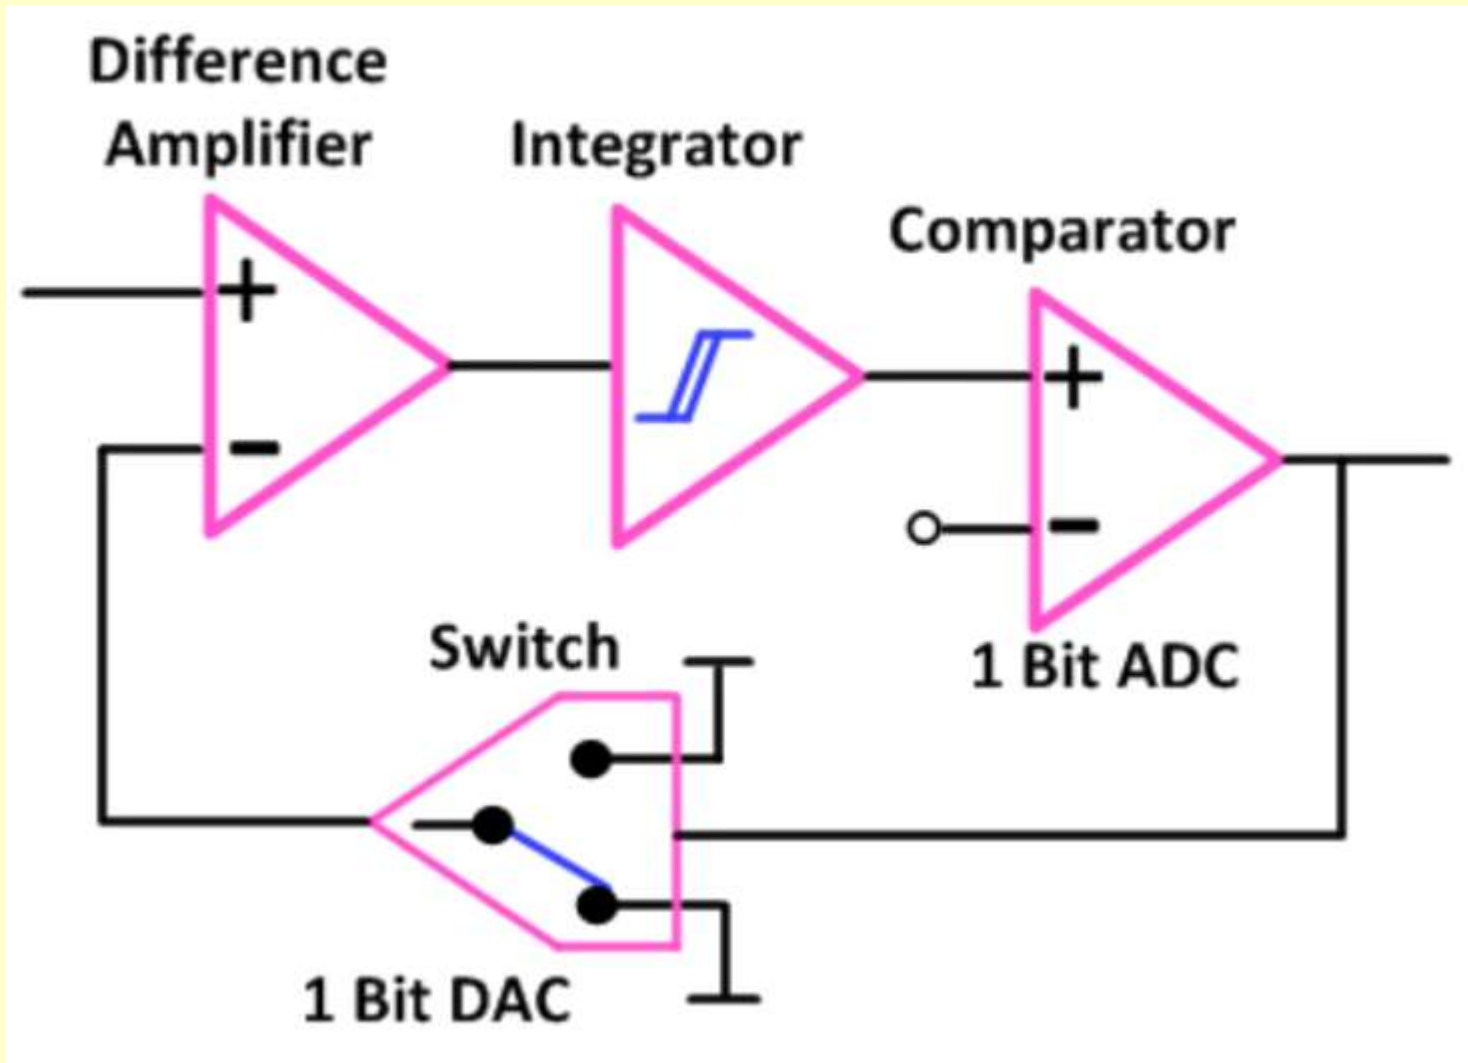 Difference
Amplifier
Integrator
Comparator
+
-
+
-
1 Bit ADC
Switch
1 Bit DAC